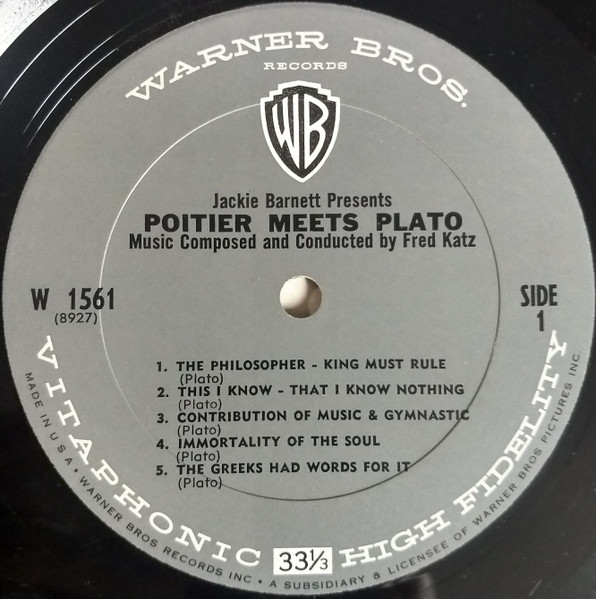 WARNER BROS.
RECORDS
WB
Jackie Barnett Presents
POITIER MEETS PLATO
Music Composed and Conducted by Fred Katz
W 1561
(8927)
SIDE
1
1. THE PHILOSOPHER - KING MUST RULE
(Plato)
2. THIS I KNOW - THAT I KNOW NOTHING
(Plato)
3. CONTRIBUTION OF MUSIC & GYMNASTIC
(Plato)
4. IMMORTALITY OF THE SOUL
(Plato)
5. THE GREEKS HAD WORDS FOR IT
(Plato)
VITAPHONIC 33⅓ HIGH FIDELITY
MADE IN U.S.A. • WARNER BROS RECORDS INC • A SUBSIDIARY & LICENSEE OF WARNER BROS PICTURES INC.